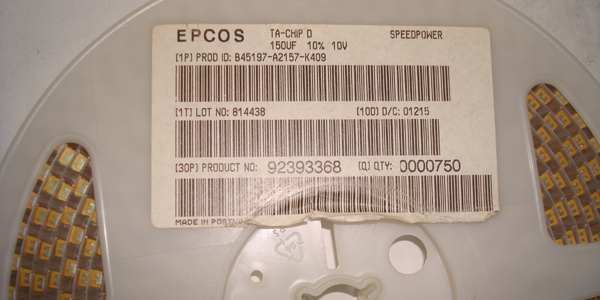 EPCOS TA-CHIP D SPEEDPOWER
150UF 10% 10V
[1P] PROD ID: B45197-A2157-K409
[1T] LOT NO: 814438 [10D] D/C: 01215
[30P] PRODUCT NO: 92393368 [Q] QTY: 0000750
MADE IN